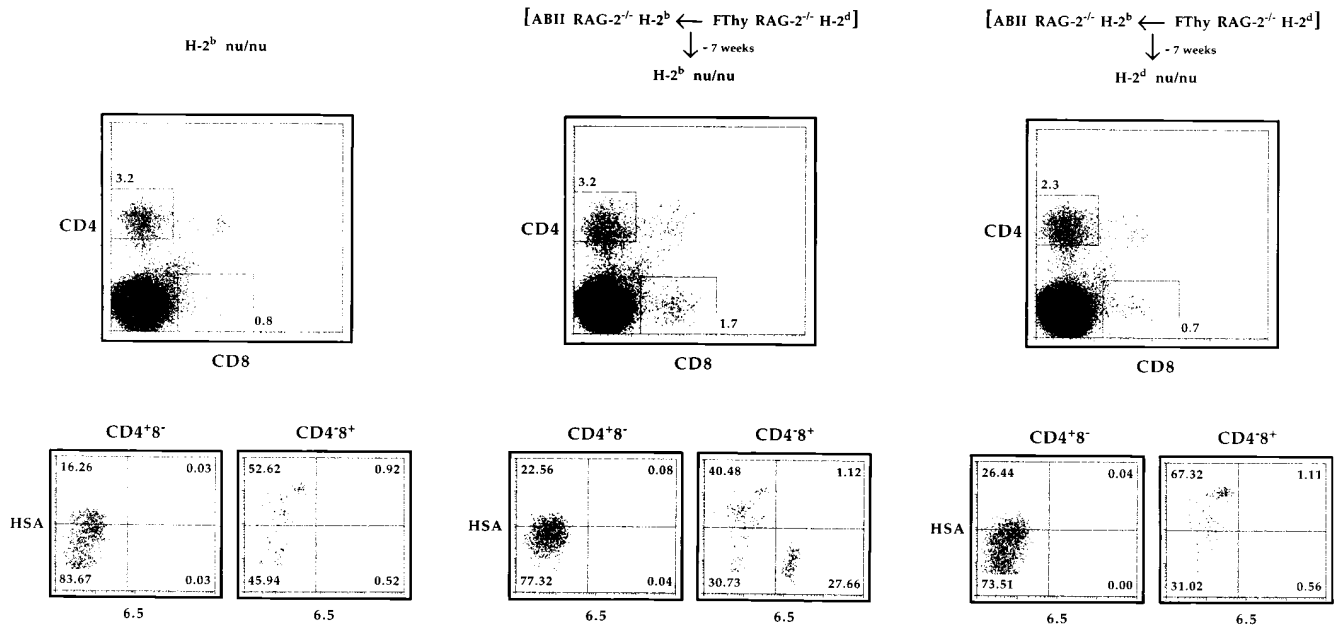 H-2ᵇ nu/nu
[ABII RAG-2⁻/⁻ H-2ᵇ ← FThy RAG-2⁻/⁻ H-2ᵈ]
↓ - 7 weeks
H-2ᵇ nu/nu
[ABII RAG-2⁻/⁻ H-2ᵇ ← FThy RAG-2⁻/⁻ H-2ᵈ]
↓ - 7 weeks
H-2ᵈ nu/nu
3.2
CD4
0.8
CD8
3.2
CD4
1.7
CD8
2.3
CD4
0.7
CD8
CD4⁺8⁻
16.26 0.03
HSA
83.67 0.03
6.5
CD4⁻8⁺
52.62 0.92
45.94 0.52
6.5
CD4⁺8⁻
22.56 0.08
HSA
77.32 0.04
6.5
CD4⁻8⁺
40.48 1.12
30.73 27.66
6.5
CD4⁺8⁻
26.44 0.04
HSA
73.51 0.00
6.5
CD4⁻8⁺
67.32 1.11
31.02 0.56
6.5